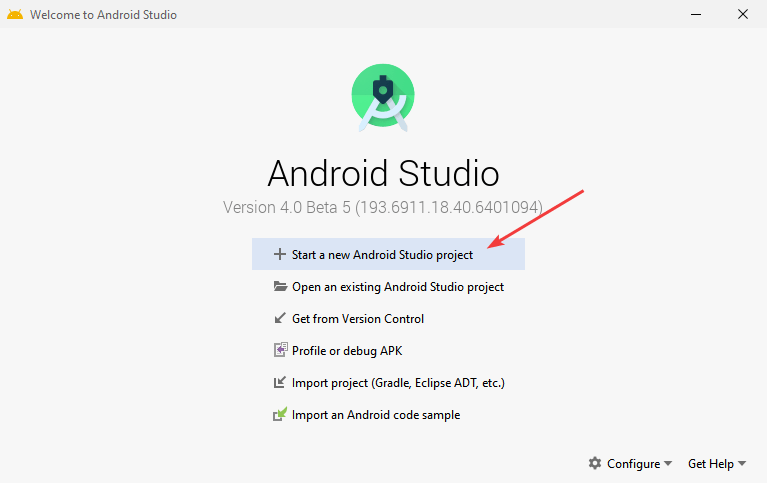 Welcome to Android Studio
Android Studio
Version 4.0 Beta 5 (193.6911.18.40.6401094)
Start a new Android Studio project
Open an existing Android Studio project
Get from Version Control
Profile or debug APK
Import project (Gradle, Eclipse ADT, etc.)
Import an Android code sample
Configure Get Help